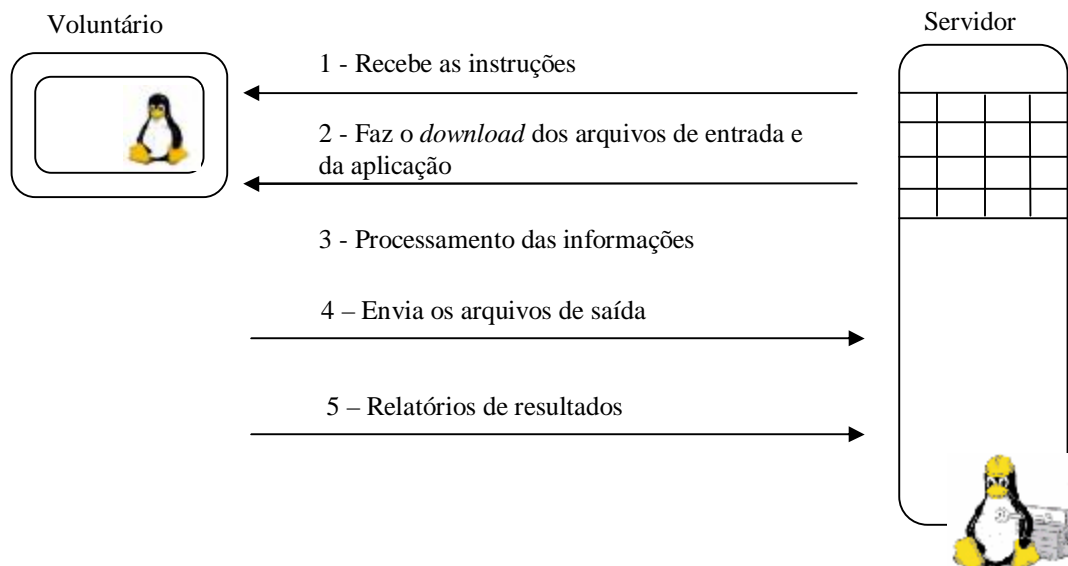 Voluntário
Servidor
1 - Recebe as instruções
2 - Faz o download dos arquivos de entrada e
da aplicação
3 - Processamento das informações
4 – Envia os arquivos de saída
5 – Relatórios de resultados